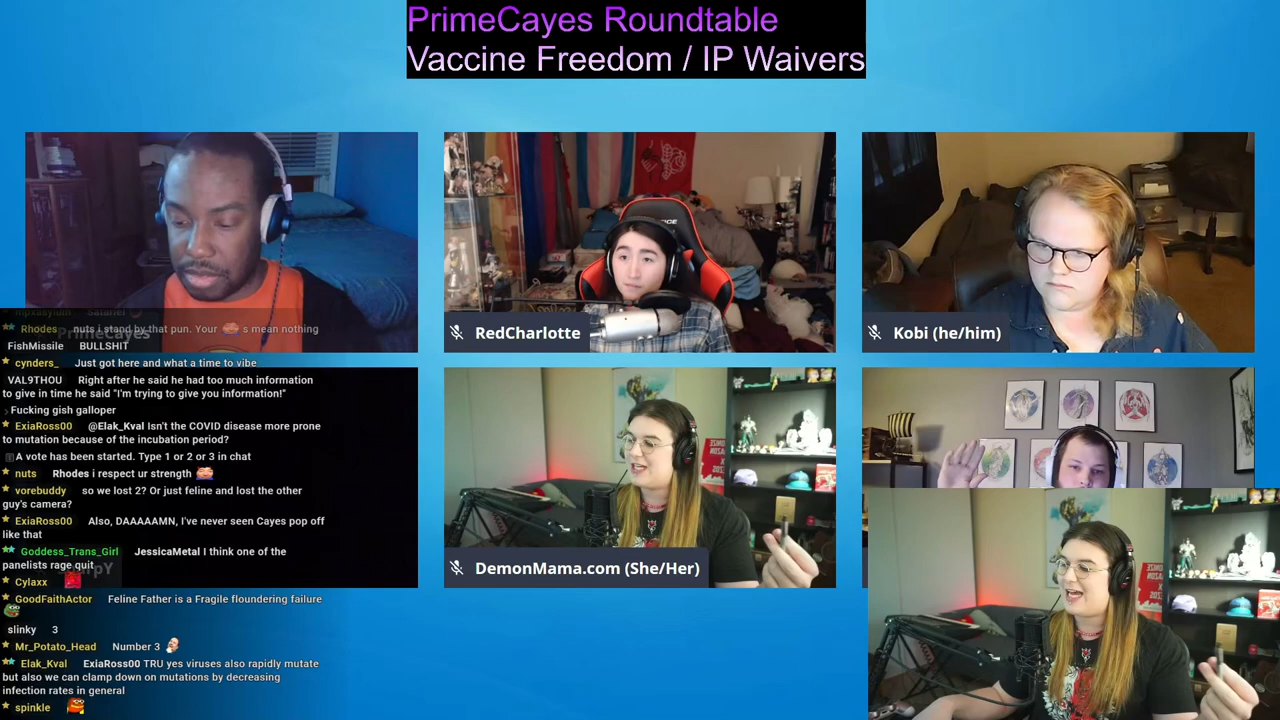 PrimeCayes Roundtable
Vaccine Freedom / IP Waivers
Rhodes nuts i stand by that pun. Your s mean nothing
PrimeCayes
FishMissile BULLSHIT
cynders_ Just got here and what a time to vibe
VAL9THOU Right after he said he had too much information
to give in time he said "I'm trying to give you information!"
Fucking gish galloper
ExiaRoss00 @Elak_Kval Isn't the COVID disease more prone
to mutation because of the incubation period?
A vote has been started. Type 1 or 2 or 3 in chat
nuts Rhodes i respect ur strength
vorebuddy so we lost 2? Or just feline and lost the other
guy's camera?
ExiaRoss00 Also, DAAAAAMN, I've never seen Cayes pop off
like that
Goddess_Trans_Girl JessicaMetal I think one of the
panelists rage quit
Cylaxx
GoodFaithActor Feline Father is a Fragile floundering failure
slinky 3
Mr_Potato_Head Number 3
Elak_Kval ExiaRoss00 TRU yes viruses also rapidly mutate
but also we can clamp down on mutations by decreasing
infection rates in general
spinkle
RedCharlotte
Kobi (he/him)
DemonMama.com (She/Her)